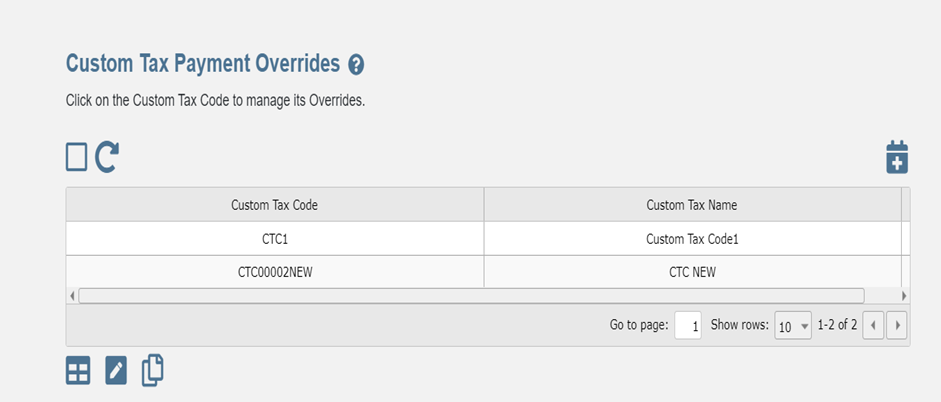 Custom Tax Payment Overrides ?
Click on the Custom Tax Code to manage its Overrides.
Custom Tax Code Custom Tax Name
CTC1 Custom Tax Code1
CTC00002NEW CTC NEW
Go to page: 1 Show rows: 10 1-2 of 2